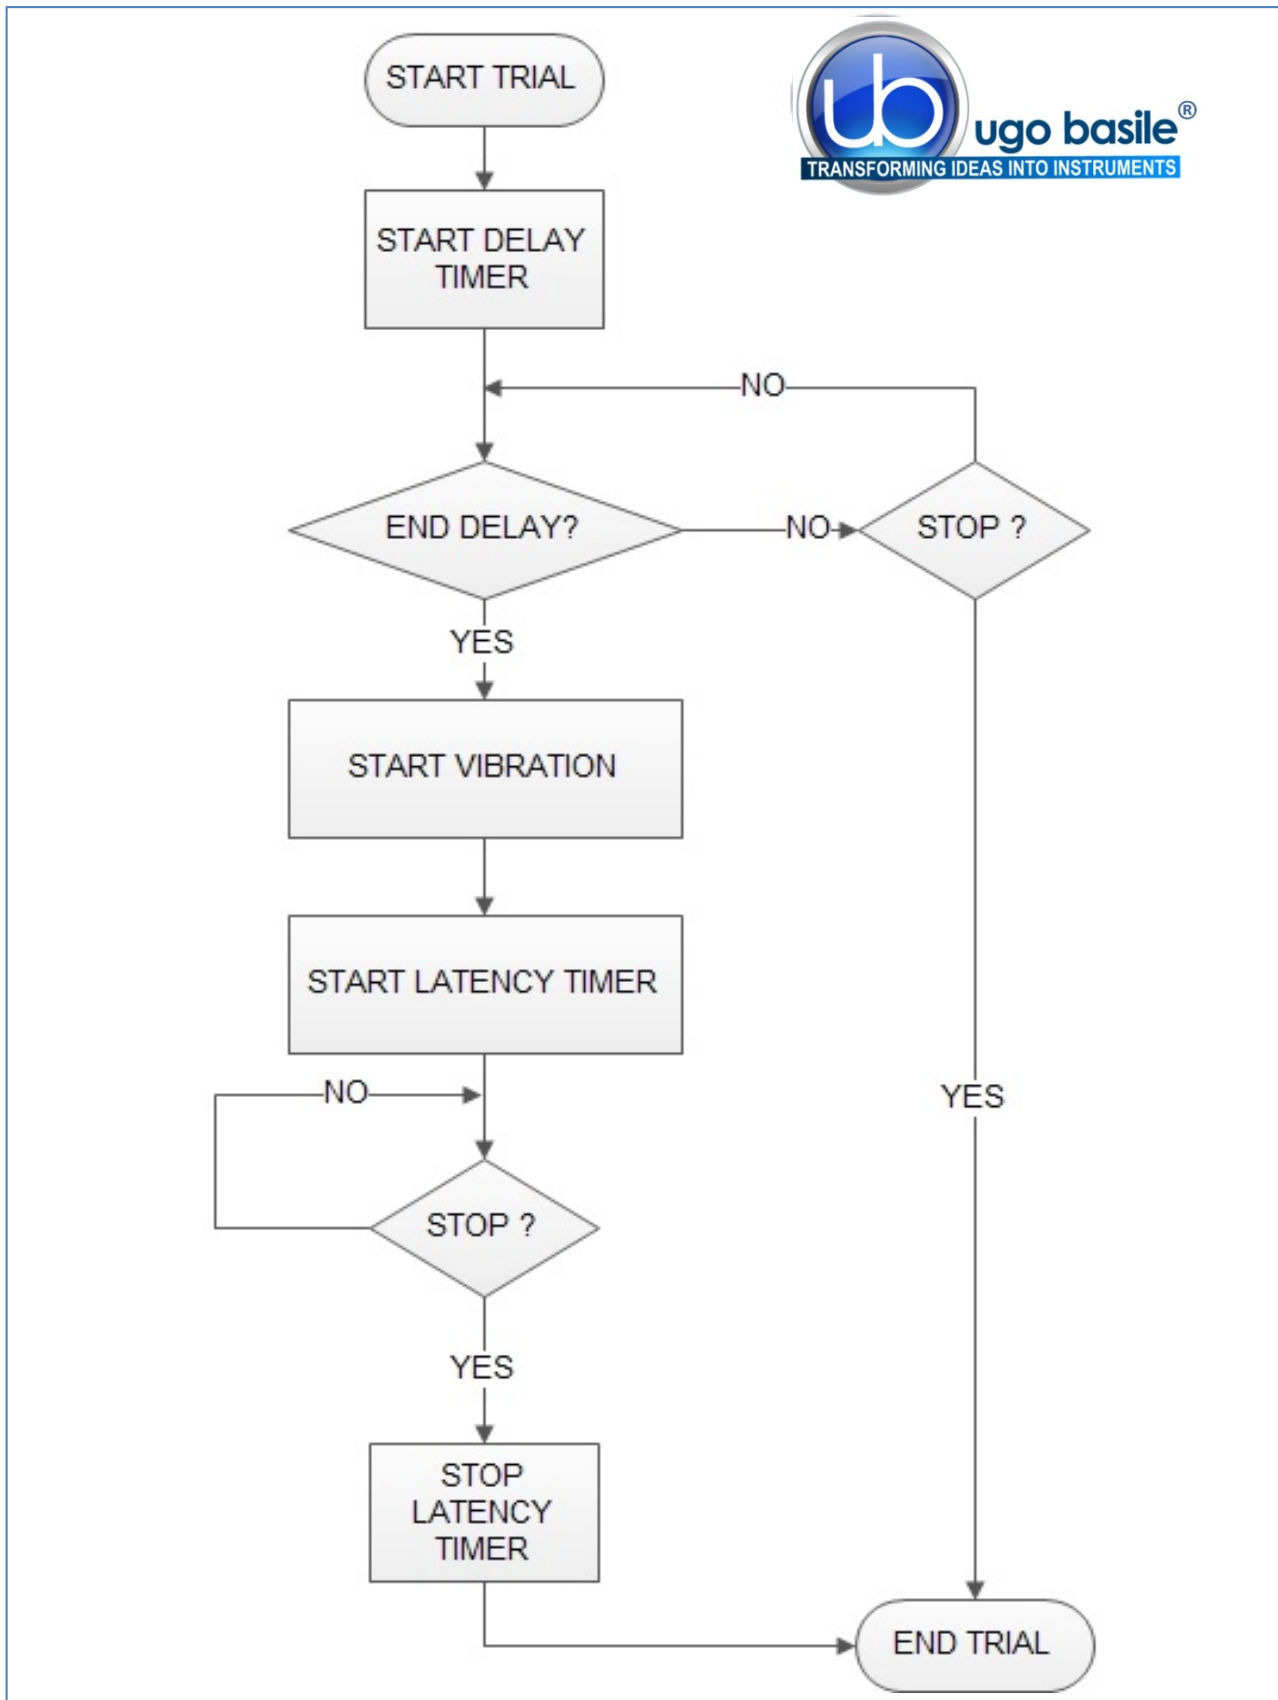 START TRIAL
ub ugo basile®
TRANSFORMING IDEAS INTO INSTRUMENTS
START DELAY
TIMER
NO
END DELAY?
NO
STOP ?
YES
START VIBRATION
START LATENCY TIMER
NO
YES
STOP ?
YES
STOP
LATENCY
TIMER
END TRIAL